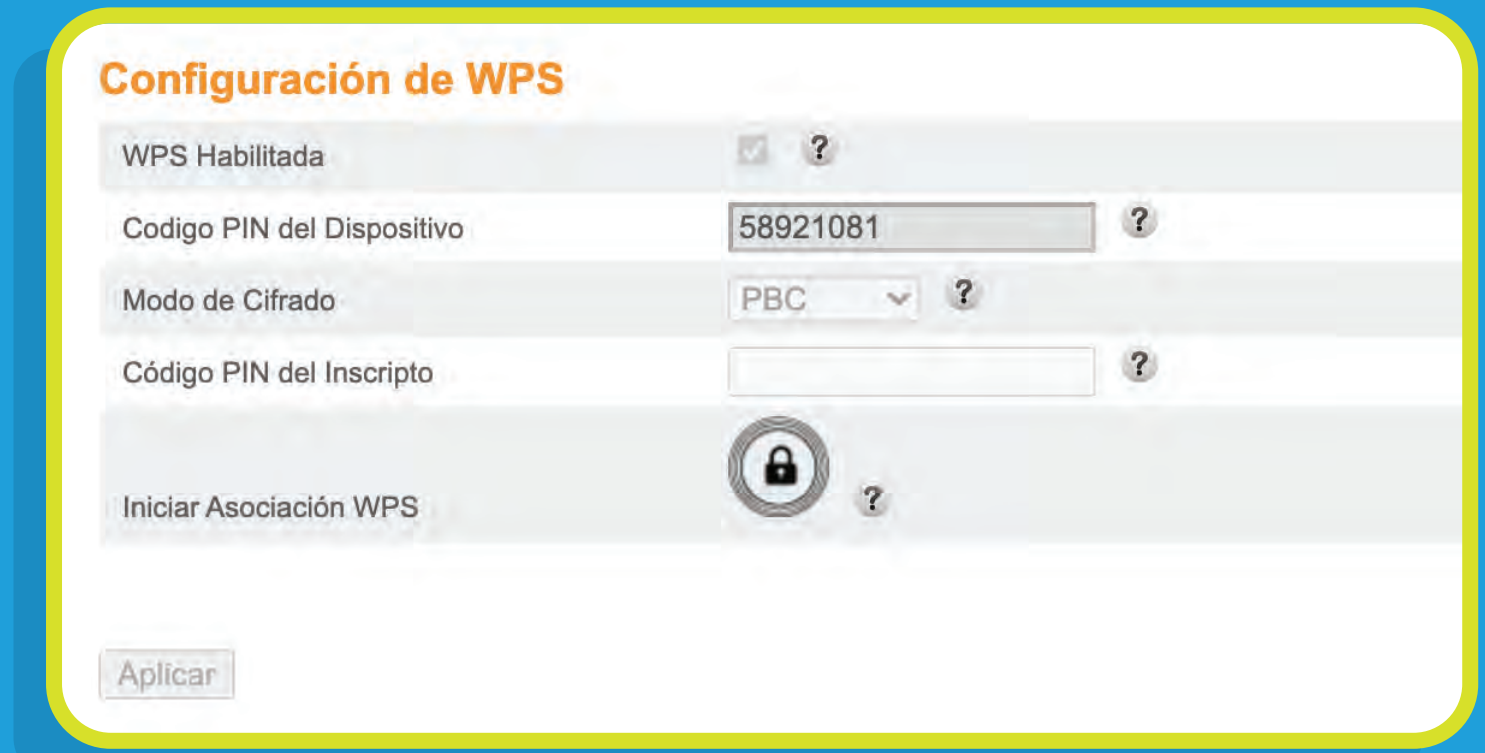 Configuración de WPS
WPS Habilitada ?
Codigo PIN del Dispositivo 58921081 ?
Modo de Cifrado PBC ?
Código PIN del Inscripto ?
Iniciar Asociación WPS ?
Aplicar